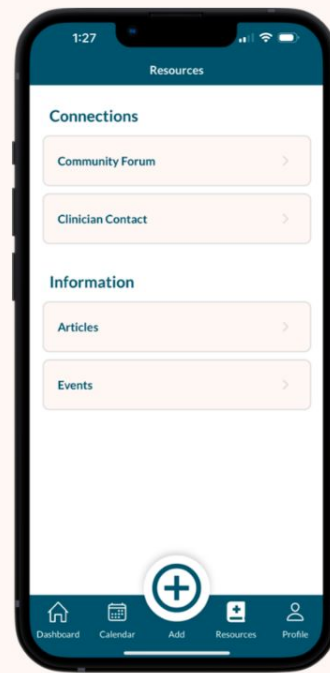 1:27
Resources
Connections
Community Forum
Clinician Contact
Information
Articles
Events
Dashboard Calendar Add Resources Profile